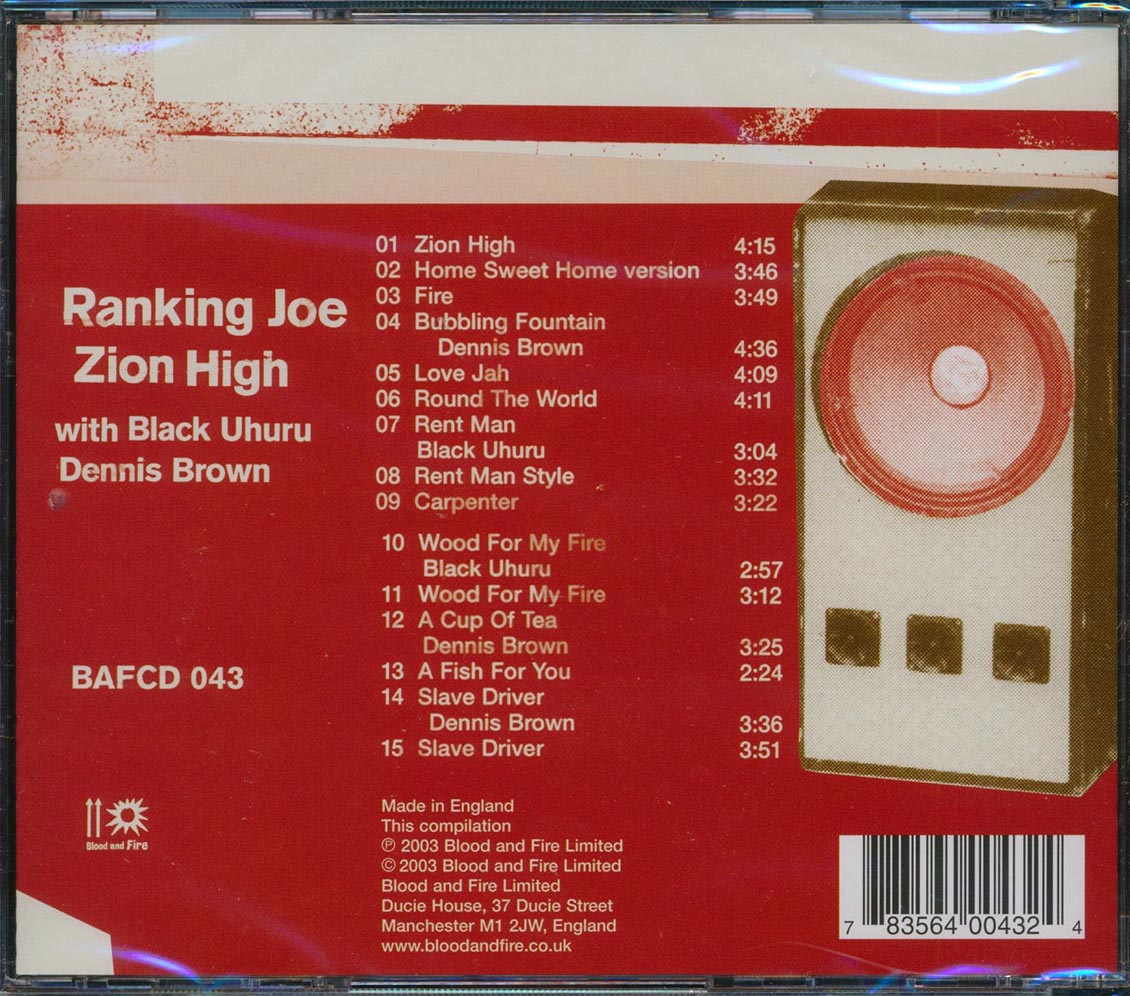 Ranking Joe
Zion High
with Black Uhuru
Dennis Brown
BAFCD 043
01 Zion High 4:15
02 Home Sweet Home version 3:46
03 Fire 3:49
04 Bubbling Fountain
Dennis Brown 4:36
05 Love Jah 4:09
06 Round The World 4:11
07 Rent Man
Black Uhuru 3:04
08 Rent Man Style 3:32
09 Carpenter 3:22
10 Wood For My Fire
Black Uhuru 2:57
11 Wood For My Fire 3:12
12 A Cup Of Tea
Dennis Brown 3:25
13 A Fish For You 2:24
14 Slave Driver
Dennis Brown 3:36
15 Slave Driver 3:51
Blood and Fire
Made in England
This compilation
℗ 2003 Blood and Fire Limited
© 2003 Blood and Fire Limited
Blood and Fire Limited
Ducie House, 37 Ducie Street
Manchester M1 2JW, England
www.bloodandfire.co.uk
7 83564 00432 4